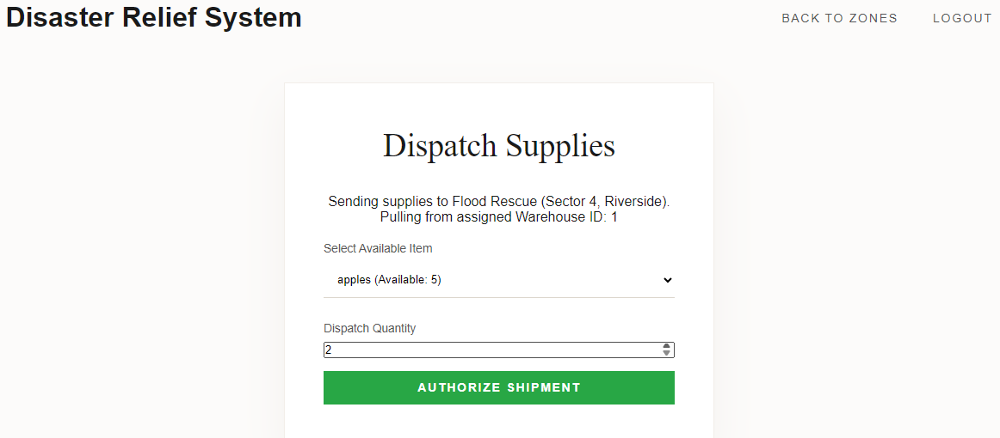 Disaster Relief System
BACK TO ZONES
LOGOUT
Dispatch Supplies
Sending supplies to Flood Rescue (Sector 4, Riverside).
Pulling from assigned Warehouse ID: 1
Select Available Item
apples (Available: 5)
Dispatch Quantity
2
AUTHORIZE SHIPMENT